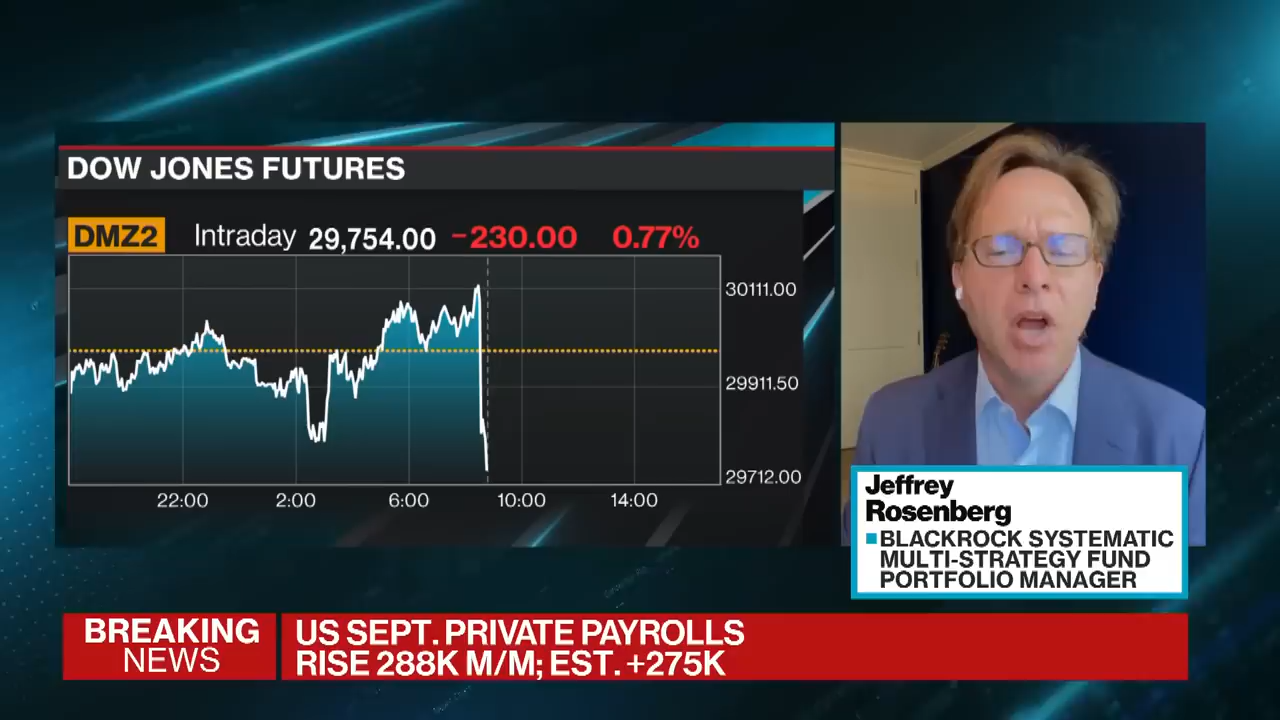 DOW JONES FUTURES
DMZ2 Intraday 29,754.00 -230.00 0.77%
30111.00
29911.50
29712.00
22:00 2:00 6:00 10:00 14:00
Jeffrey
Rosenberg
BLACKROCK SYSTEMATIC
MULTI-STRATEGY FUND
PORTFOLIO MANAGER
BREAKING
NEWS
US SEPT. PRIVATE PAYROLLS
RISE 288K M/M; EST. +275K